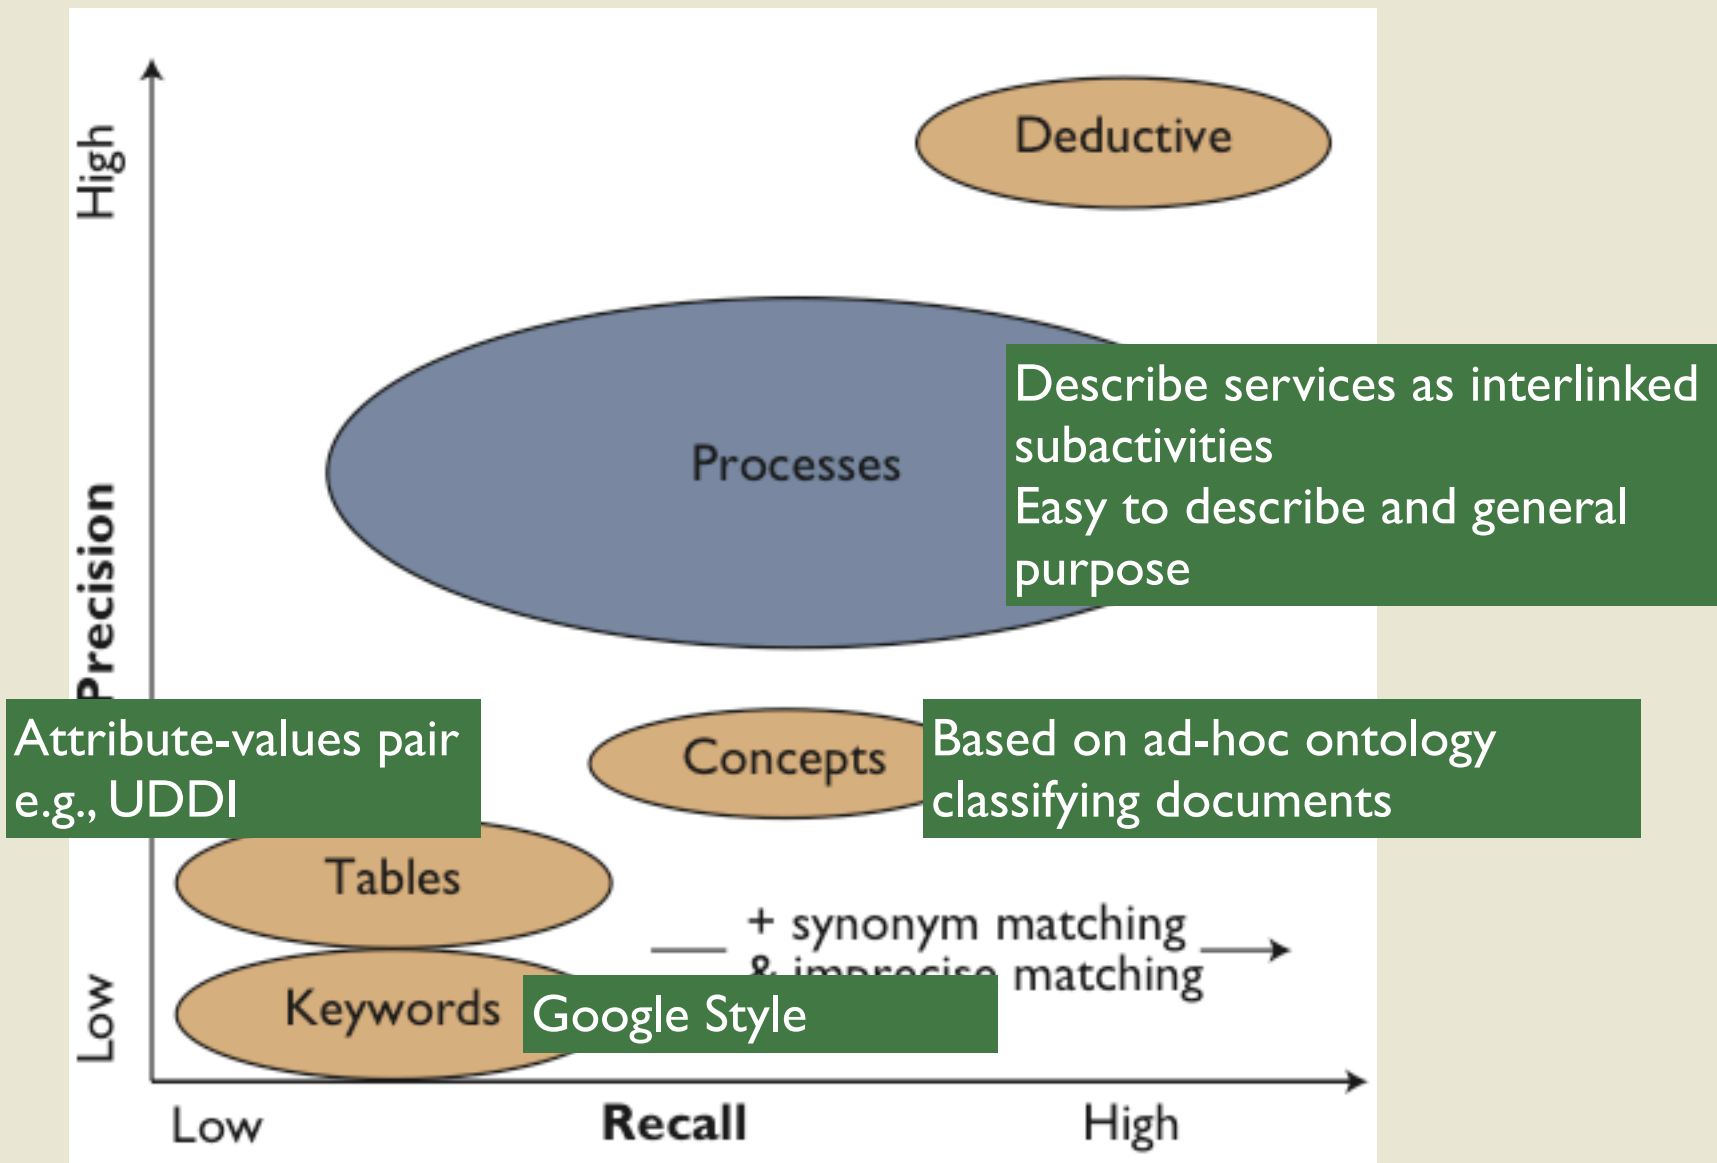 High
Deductive
Describe services as interlinked
subactivities
Easy to describe and general
purpose
Processes
Precision
Attribute-values pair
e.g., UDDI
Concepts
Based on ad-hoc ontology
classifying documents
Tables
+ synonym matching
& imprecise matching
Keywords
Google Style
Low
Low
Recall
High